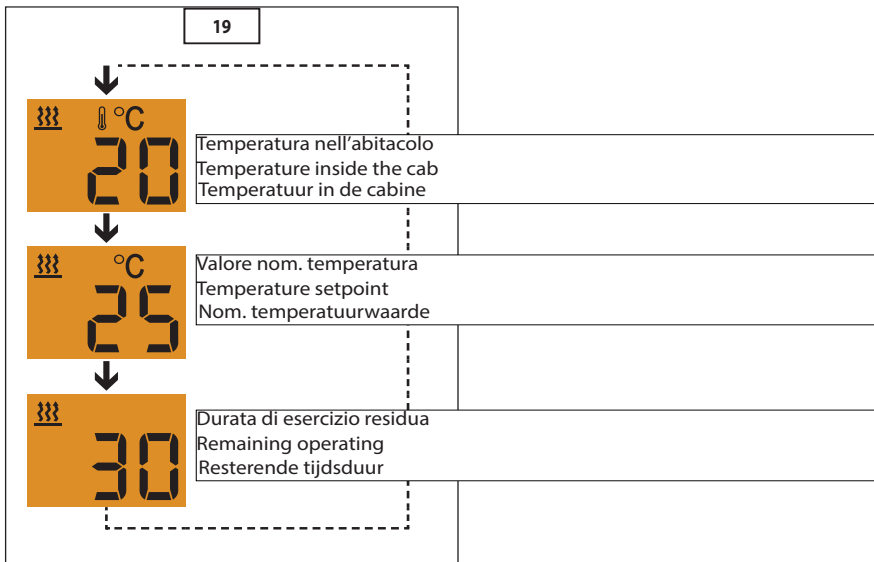 19
°C
20
Temperatura nell'abitacolo
Temperature inside the cab
Temperatuur in de cabine
°C
25
Valore nom. temperatura
Temperature setpoint
Nom. temperatuurwaarde
30
Durata di esercizio residua
Remaining operating
Resterende tijdsduur